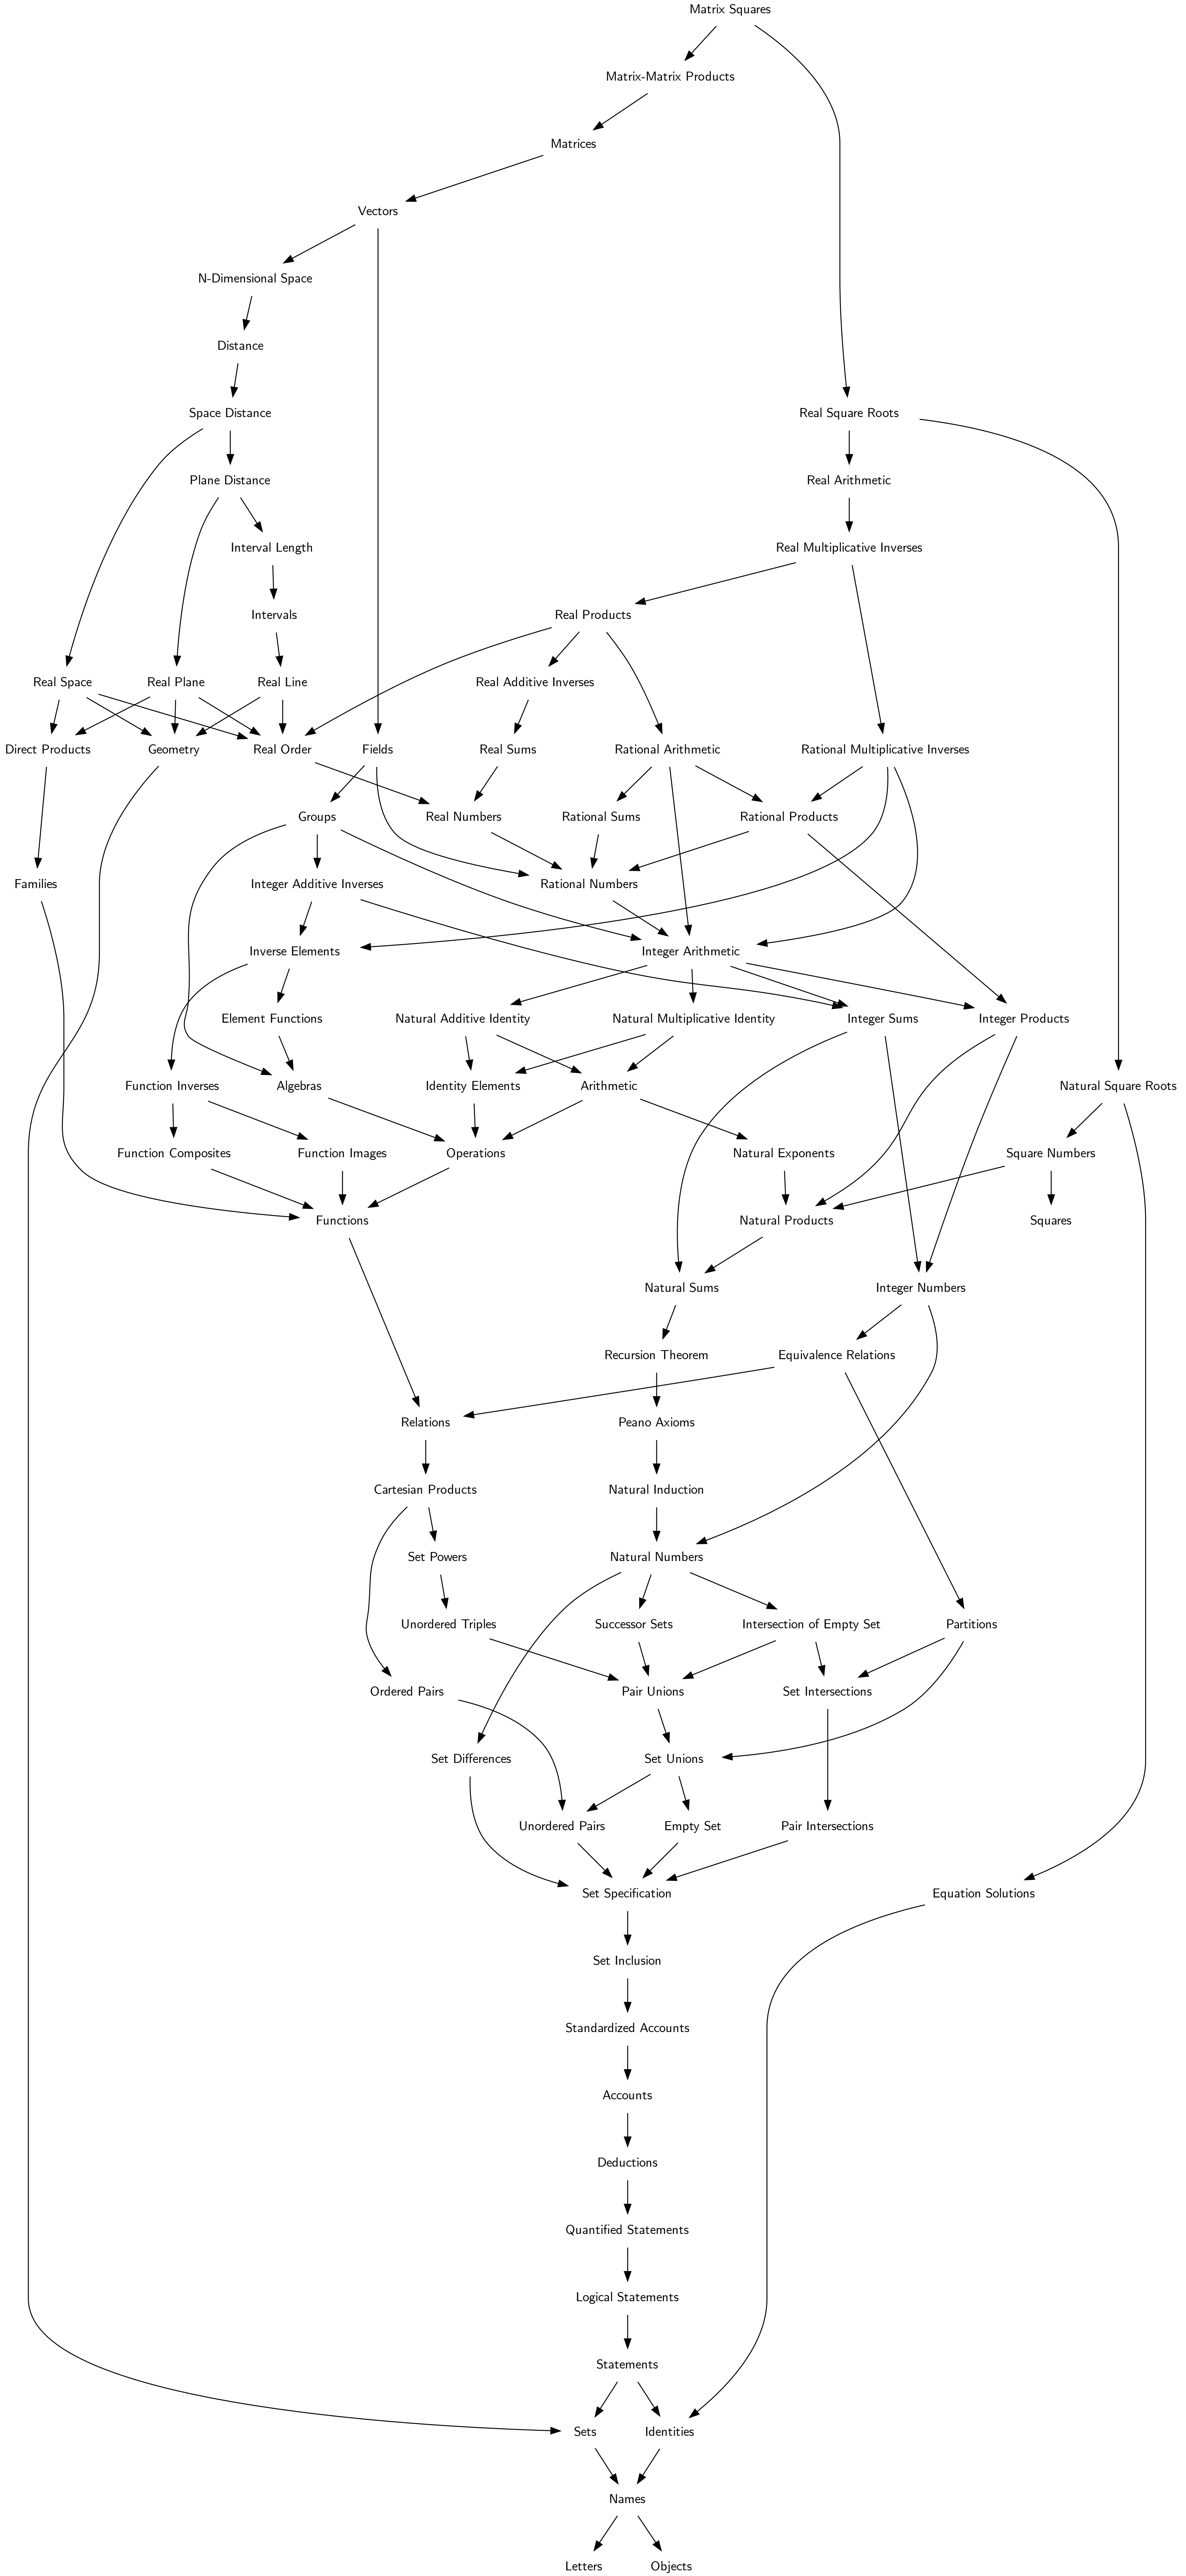 Matrix Squares
Matrix-Matrix Products
Matrices
Vectors
N-Dimensional Space
Distance
Space Distance
Real Square Roots
Plane Distance
Real Arithmetic
Interval Length
Real Multiplicative Inverses
Intervals
Real Products
Real Space
Real Plane
Real Line
Real Additive Inverses
Direct Products
Geometry
Real Order
Fields
Real Sums
Rational Arithmetic
Rational Multiplicative Inverses
Groups
Real Numbers
Rational Sums
Rational Products
Families
Integer Additive Inverses
Rational Numbers
Inverse Elements
Integer Arithmetic
Element Functions
Natural Additive Identity
Natural Multiplicative Identity
Integer Sums
Integer Products
Function Inverses
Algebras
Identity Elements
Arithmetic
Natural Square Roots
Function Composites
Function Images
Operations
Natural Exponents
Square Numbers
Functions
Natural Products
Squares
Natural Sums
Integer Numbers
Recursion Theorem
Equivalence Relations
Relations
Peano Axioms
Cartesian Products
Natural Induction
Set Powers
Natural Numbers
Unordered Triples
Successor Sets
Intersection of Empty Set
Partitions
Ordered Pairs
Pair Unions
Set Intersections
Set Differences
Set Unions
Unordered Pairs
Empty Set
Pair Intersections
Set Specification
Equation Solutions
Set Inclusion
Standardized Accounts
Accounts
Deductions
Quantified Statements
Logical Statements
Statements
Sets
Identities
Names
Letters
Objects